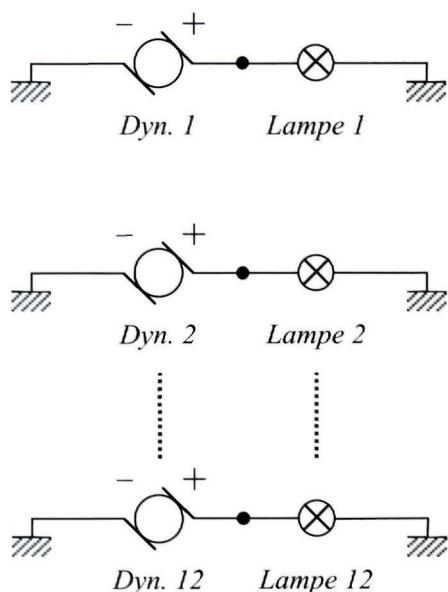 − +
Dyn. 1 Lampe 1
− +
Dyn. 2 Lampe 2
− +
Dyn. 12 Lampe 12